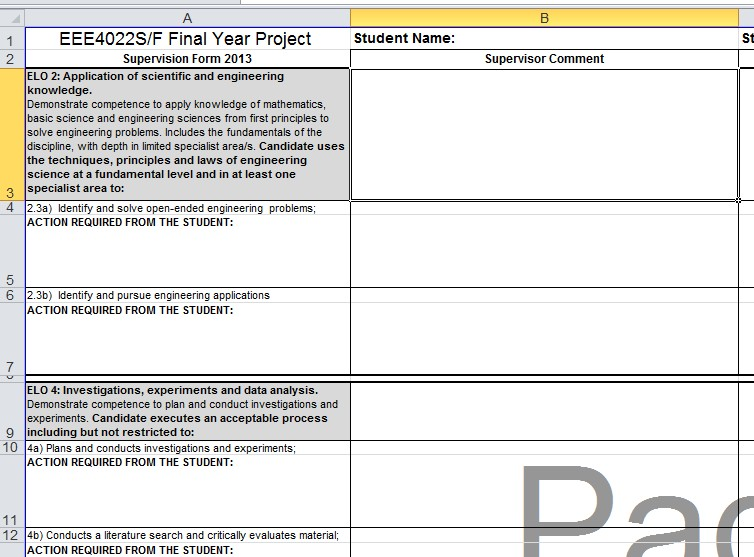 A B
1 EEE4022S/F Final Year Project Student Name: St
2 Supervision Form 2013 Supervisor Comment
ELO 2: Application of scientific and engineering
knowledge.
Demonstrate competence to apply knowledge of mathematics,
basic science and engineering sciences from first principles to
solve engineering problems. Includes the fundamentals of the
discipline, with depth in limited specialist area/s. Candidate uses
the techniques, principles and laws of engineering
science at a fundamental level and in at least one
3 specialist area to:
4 2.3a) Identify and solve open-ended engineering problems;
ACTION REQUIRED FROM THE STUDENT:
5
6 2.3b) Identify and pursue engineering applications
ACTION REQUIRED FROM THE STUDENT:
7
ELO 4: Investigations, experiments and data analysis.
Demonstrate competence to plan and conduct investigations and
experiments. Candidate executes an acceptable process
9 including but not restricted to:
10 4a) Plans and conducts investigations and experiments;
ACTION REQUIRED FROM THE STUDENT:
Pag
11
12 4b) Conducts a literature search and critically evaluates material;
ACTION REQUIRED FROM THE STUDENT: